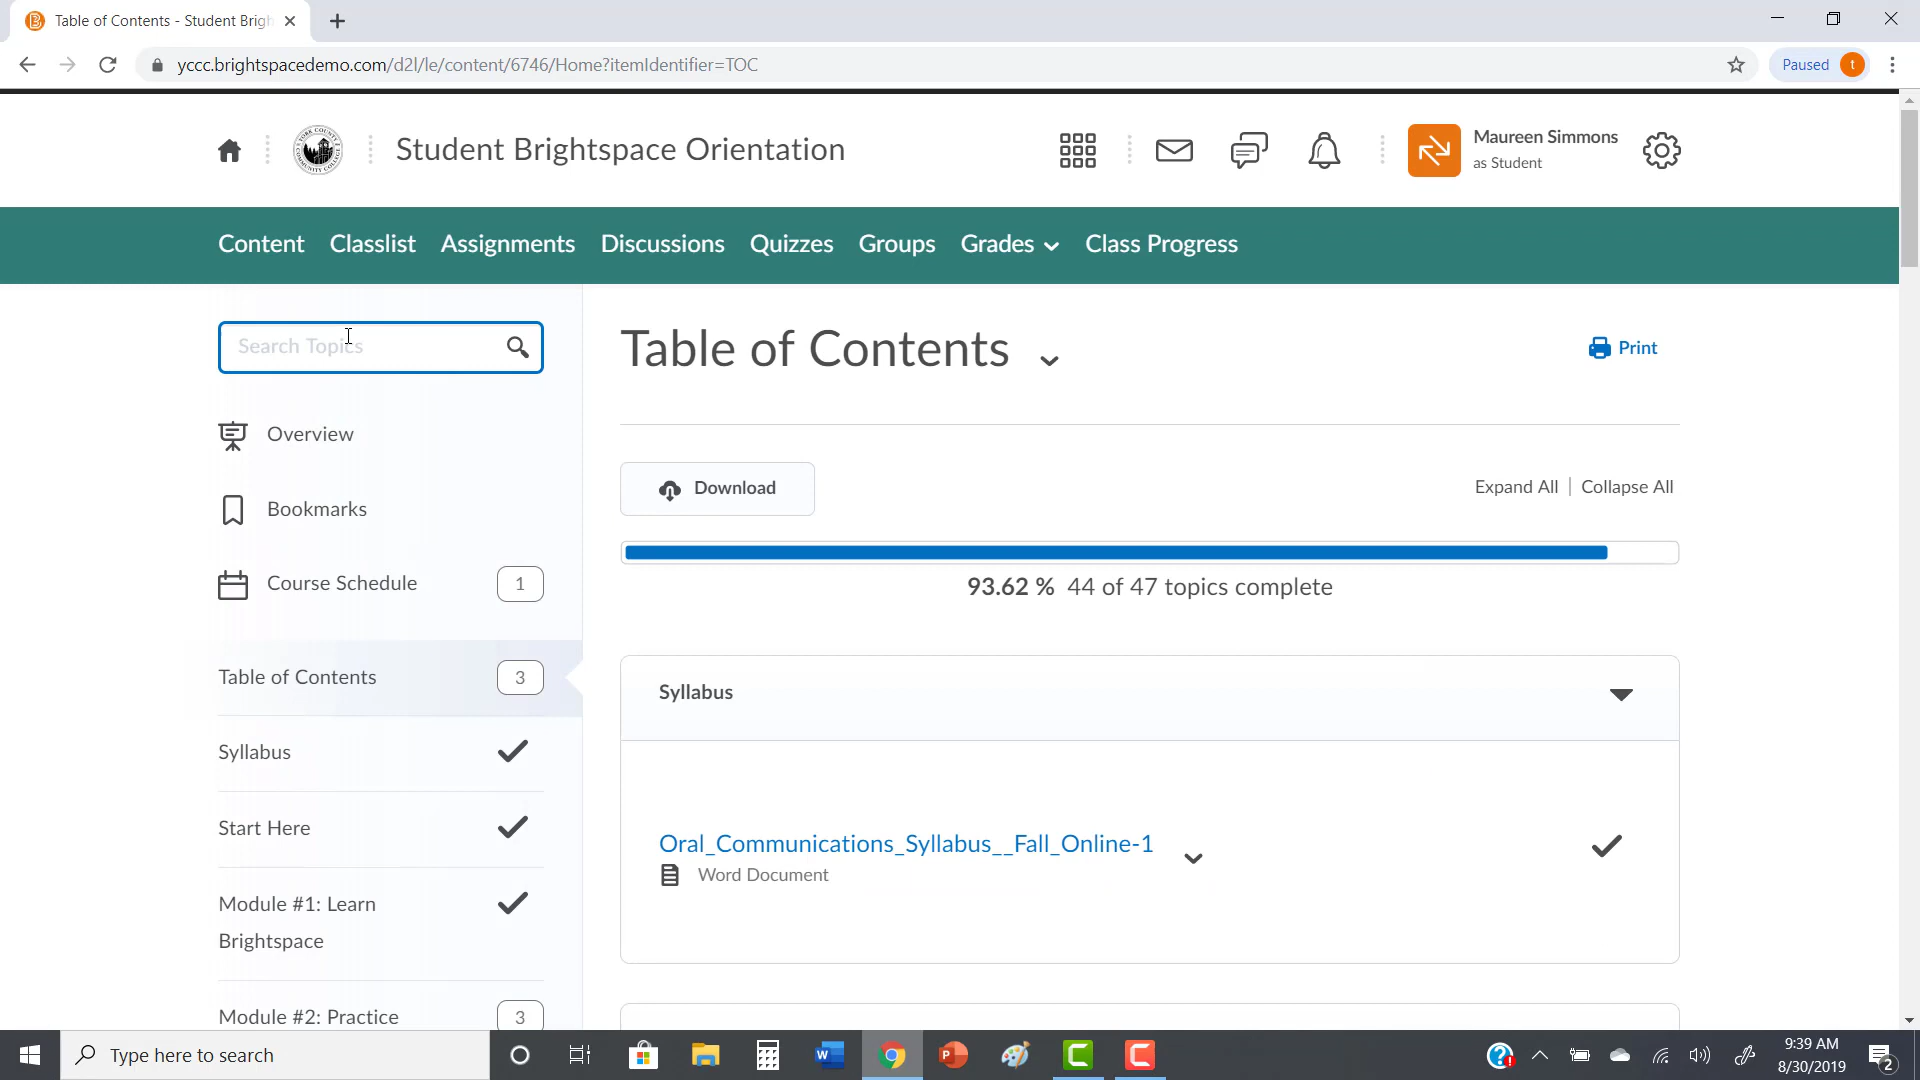 Table of Contents - Student Brigh
yccc.brightspacedemo.com/d2l/le/content/6746/Home?itemIdentifier=TOC
Paused t
Student Brightspace Orientation
Maureen Simmons
as Student
Content Classlist Assignments Discussions Quizzes Groups Grades Class Progress
Search Topics
Table of Contents
Print
Overview
Bookmarks
Course Schedule 1
Table of Contents 3
Syllabus
Start Here
Module #1: Learn
Brightspace
Module #2: Practice 3
Download
Expand All | Collapse All
93.62 % 44 of 47 topics complete
Syllabus
Oral_Communications_Syllabus__Fall_Online-1
Word Document
Type here to search
9:39 AM
8/30/2019
2